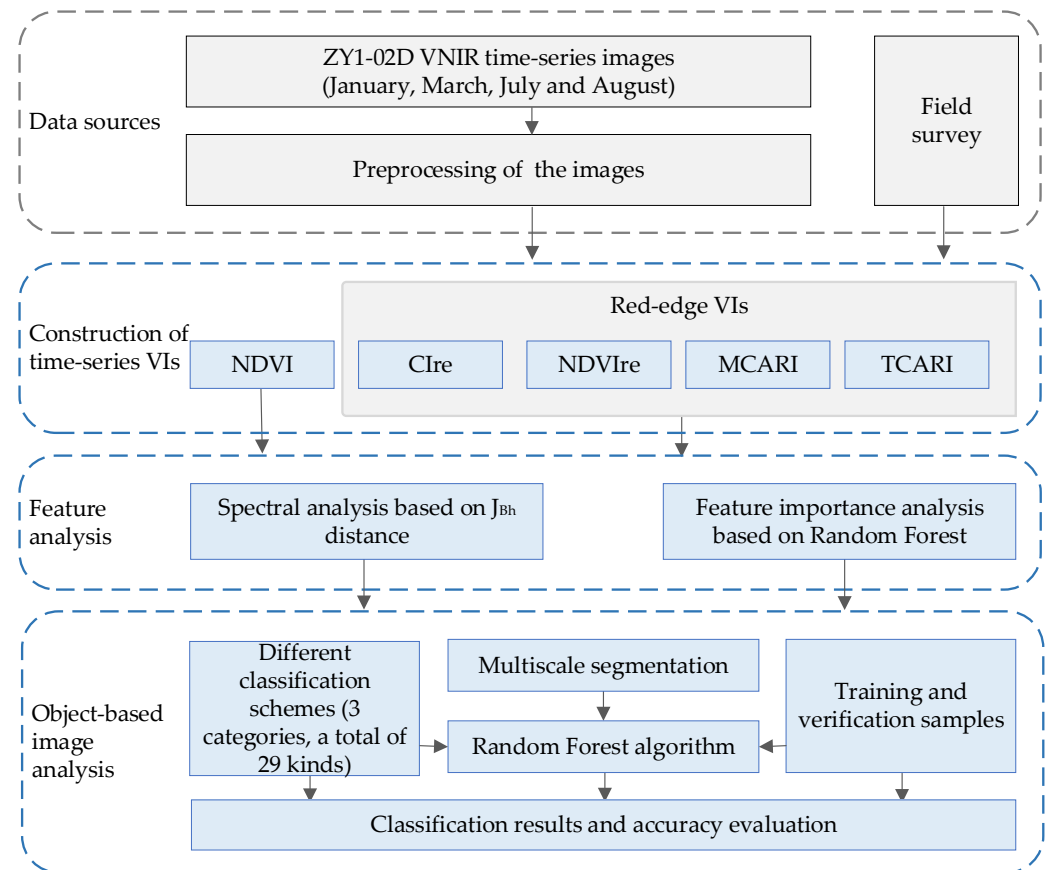 Data sources
ZY1-02D VNIR time-series images
(January, March, July and August)
Preprocessing of the images
Field
survey
Construction of
time-series VIs
Red-edge VIs
NDVI
CIre
NDVIre
MCARI
TCARI
Feature
analysis
Spectral analysis based on JBh
distance
Feature importance analysis
based on Random Forest
Object-based
image
analysis
Different
classification
schemes (3
categories, a total of
29 kinds)
Multiscale segmentation
Random Forest algorithm
Training and
verification samples
Classification results and accuracy evaluation